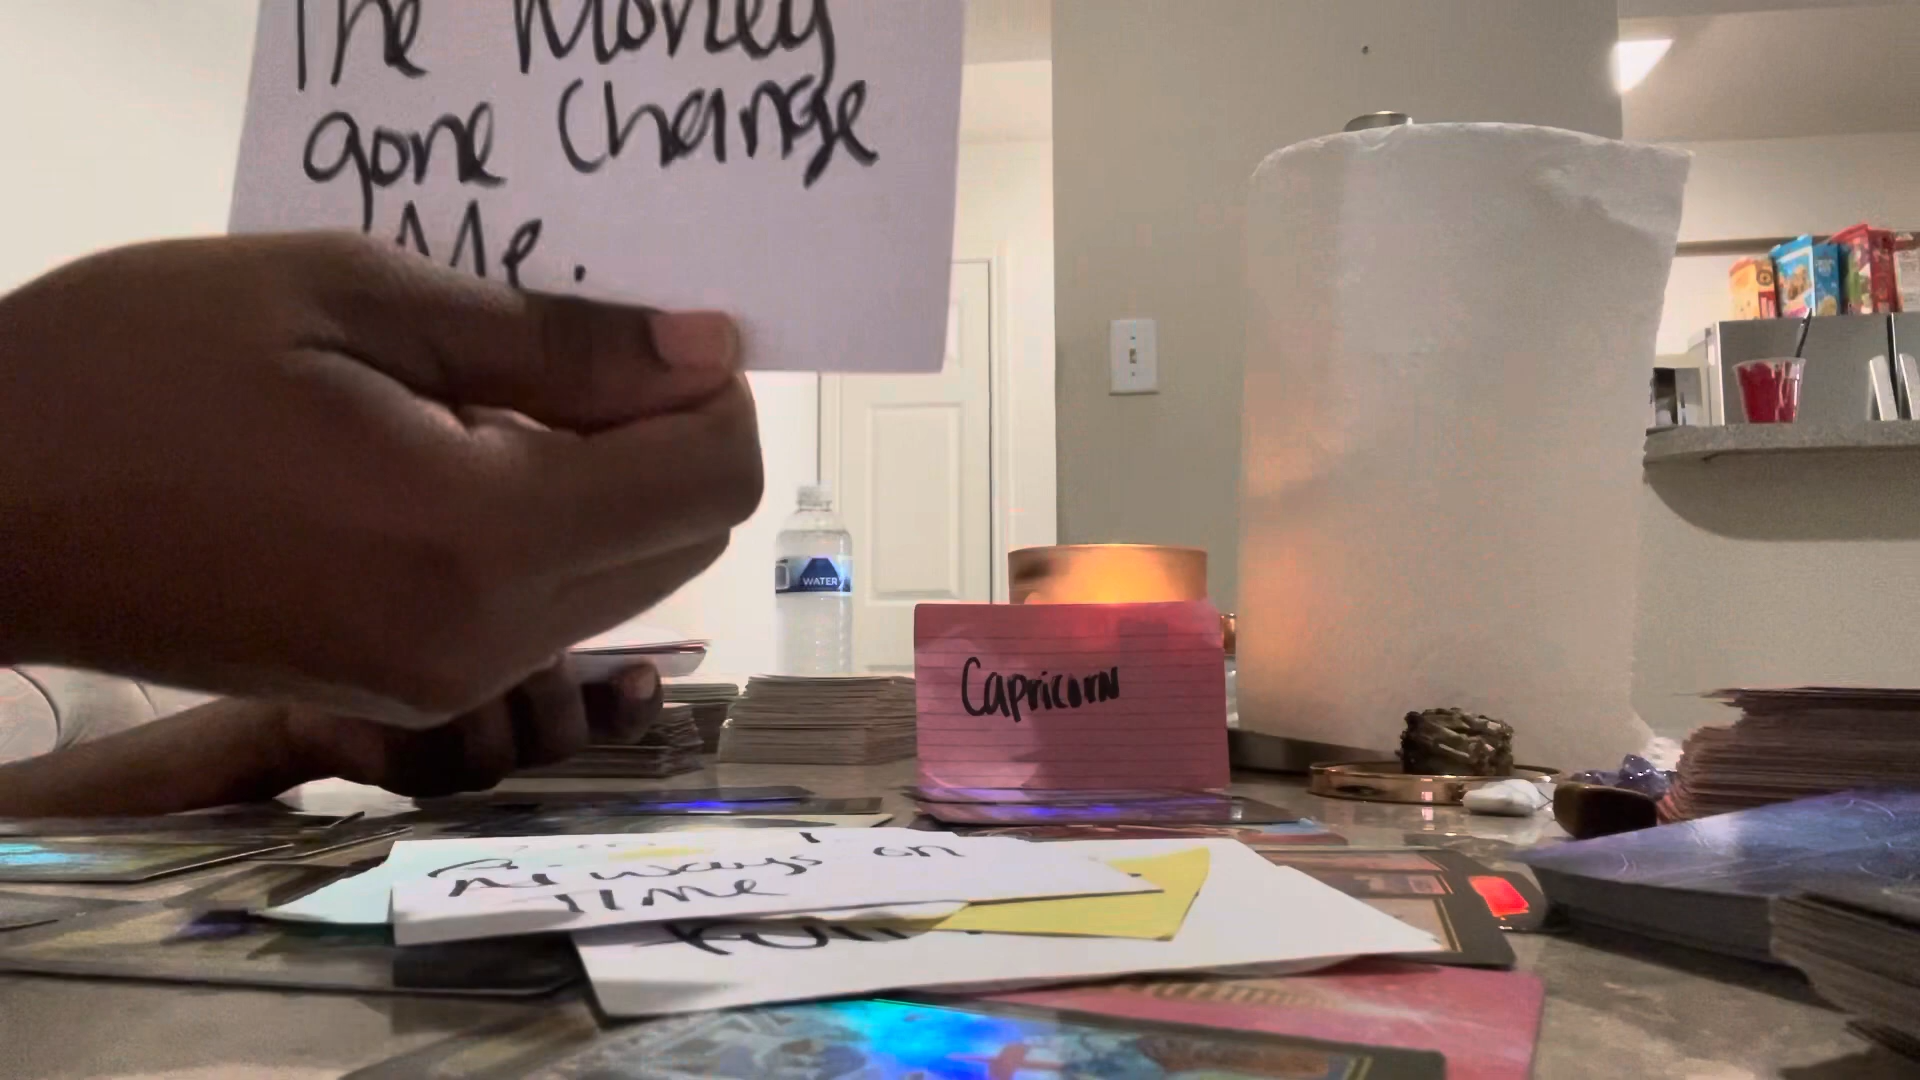 The Money
gone Change
Me.
WATER
Capricorn
Always on
Time